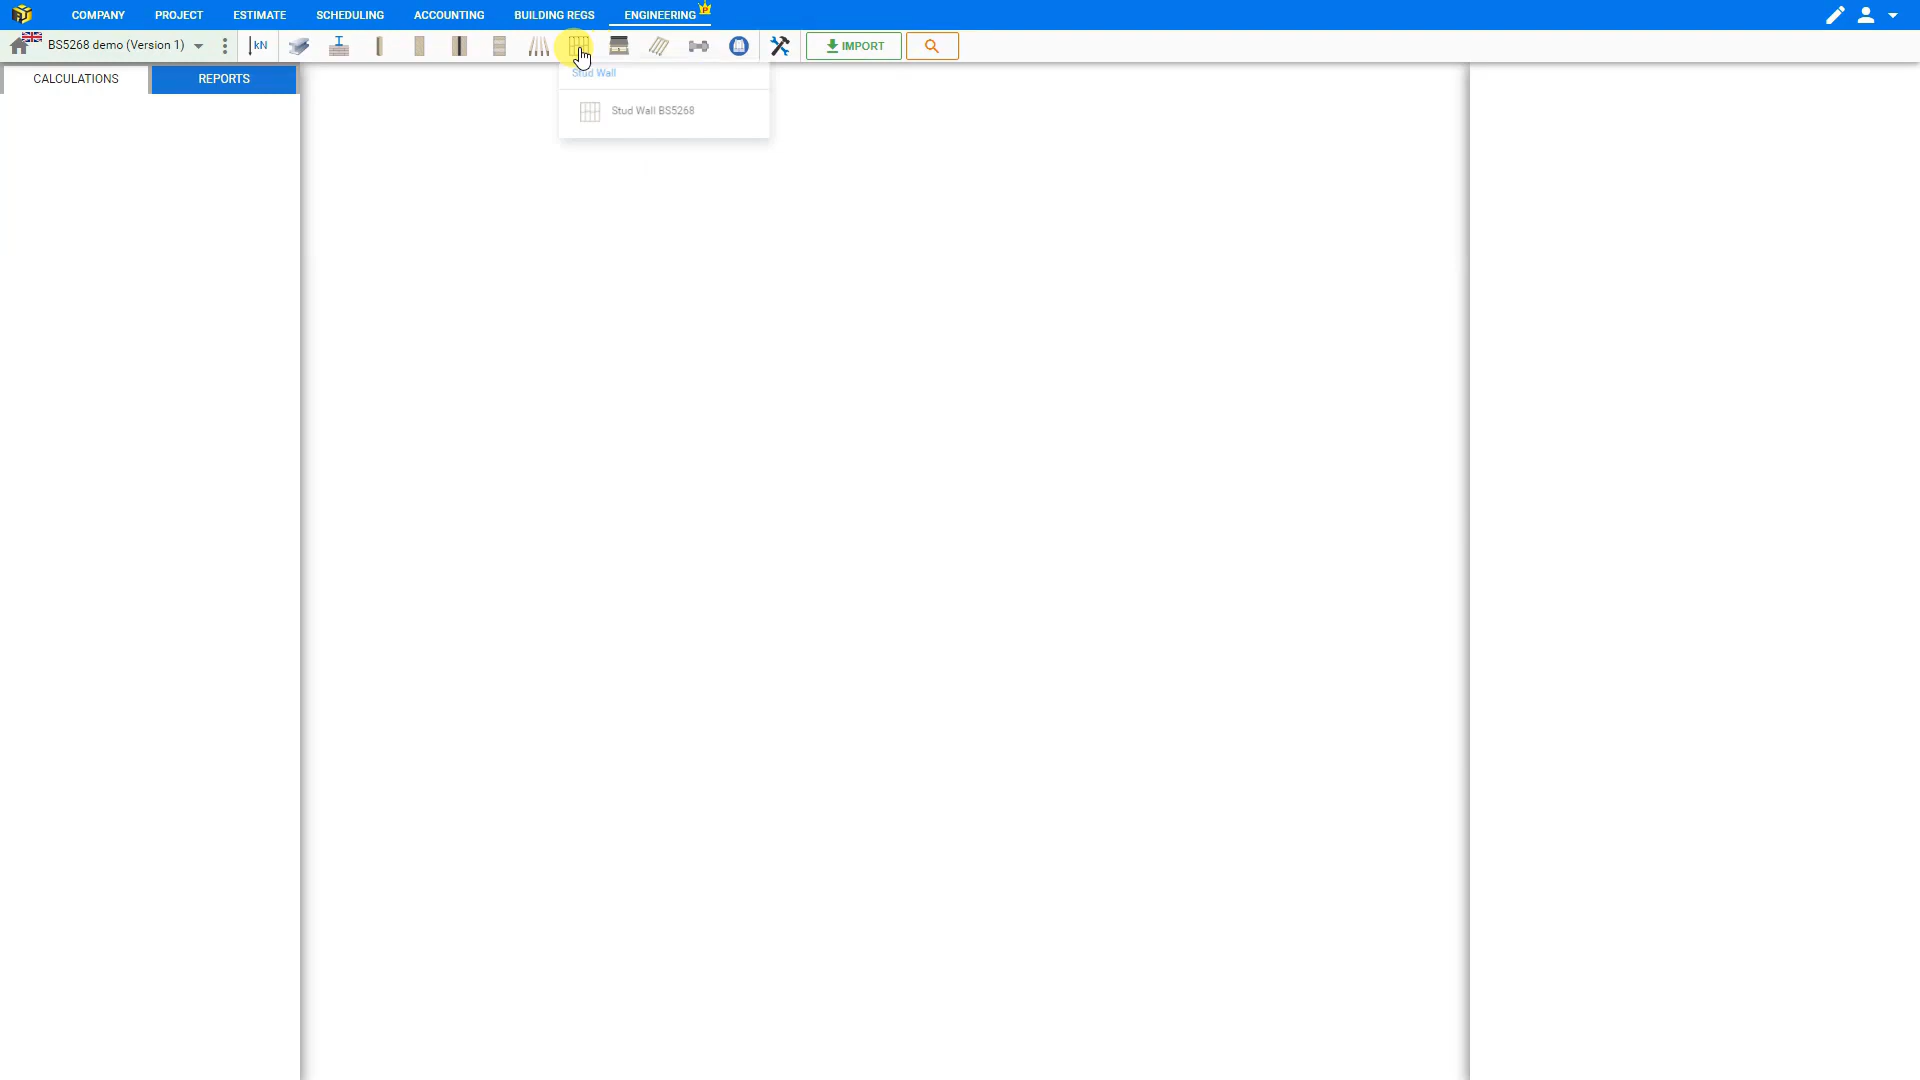 COMPANY PROJECT ESTIMATE SCHEDULING ACCOUNTING BUILDING REGS ENGINEERING
BS5268 demo (Version 1) kN IMPORT
Stud Wall
CALCULATIONS REPORTS
Stud Wall BS5268